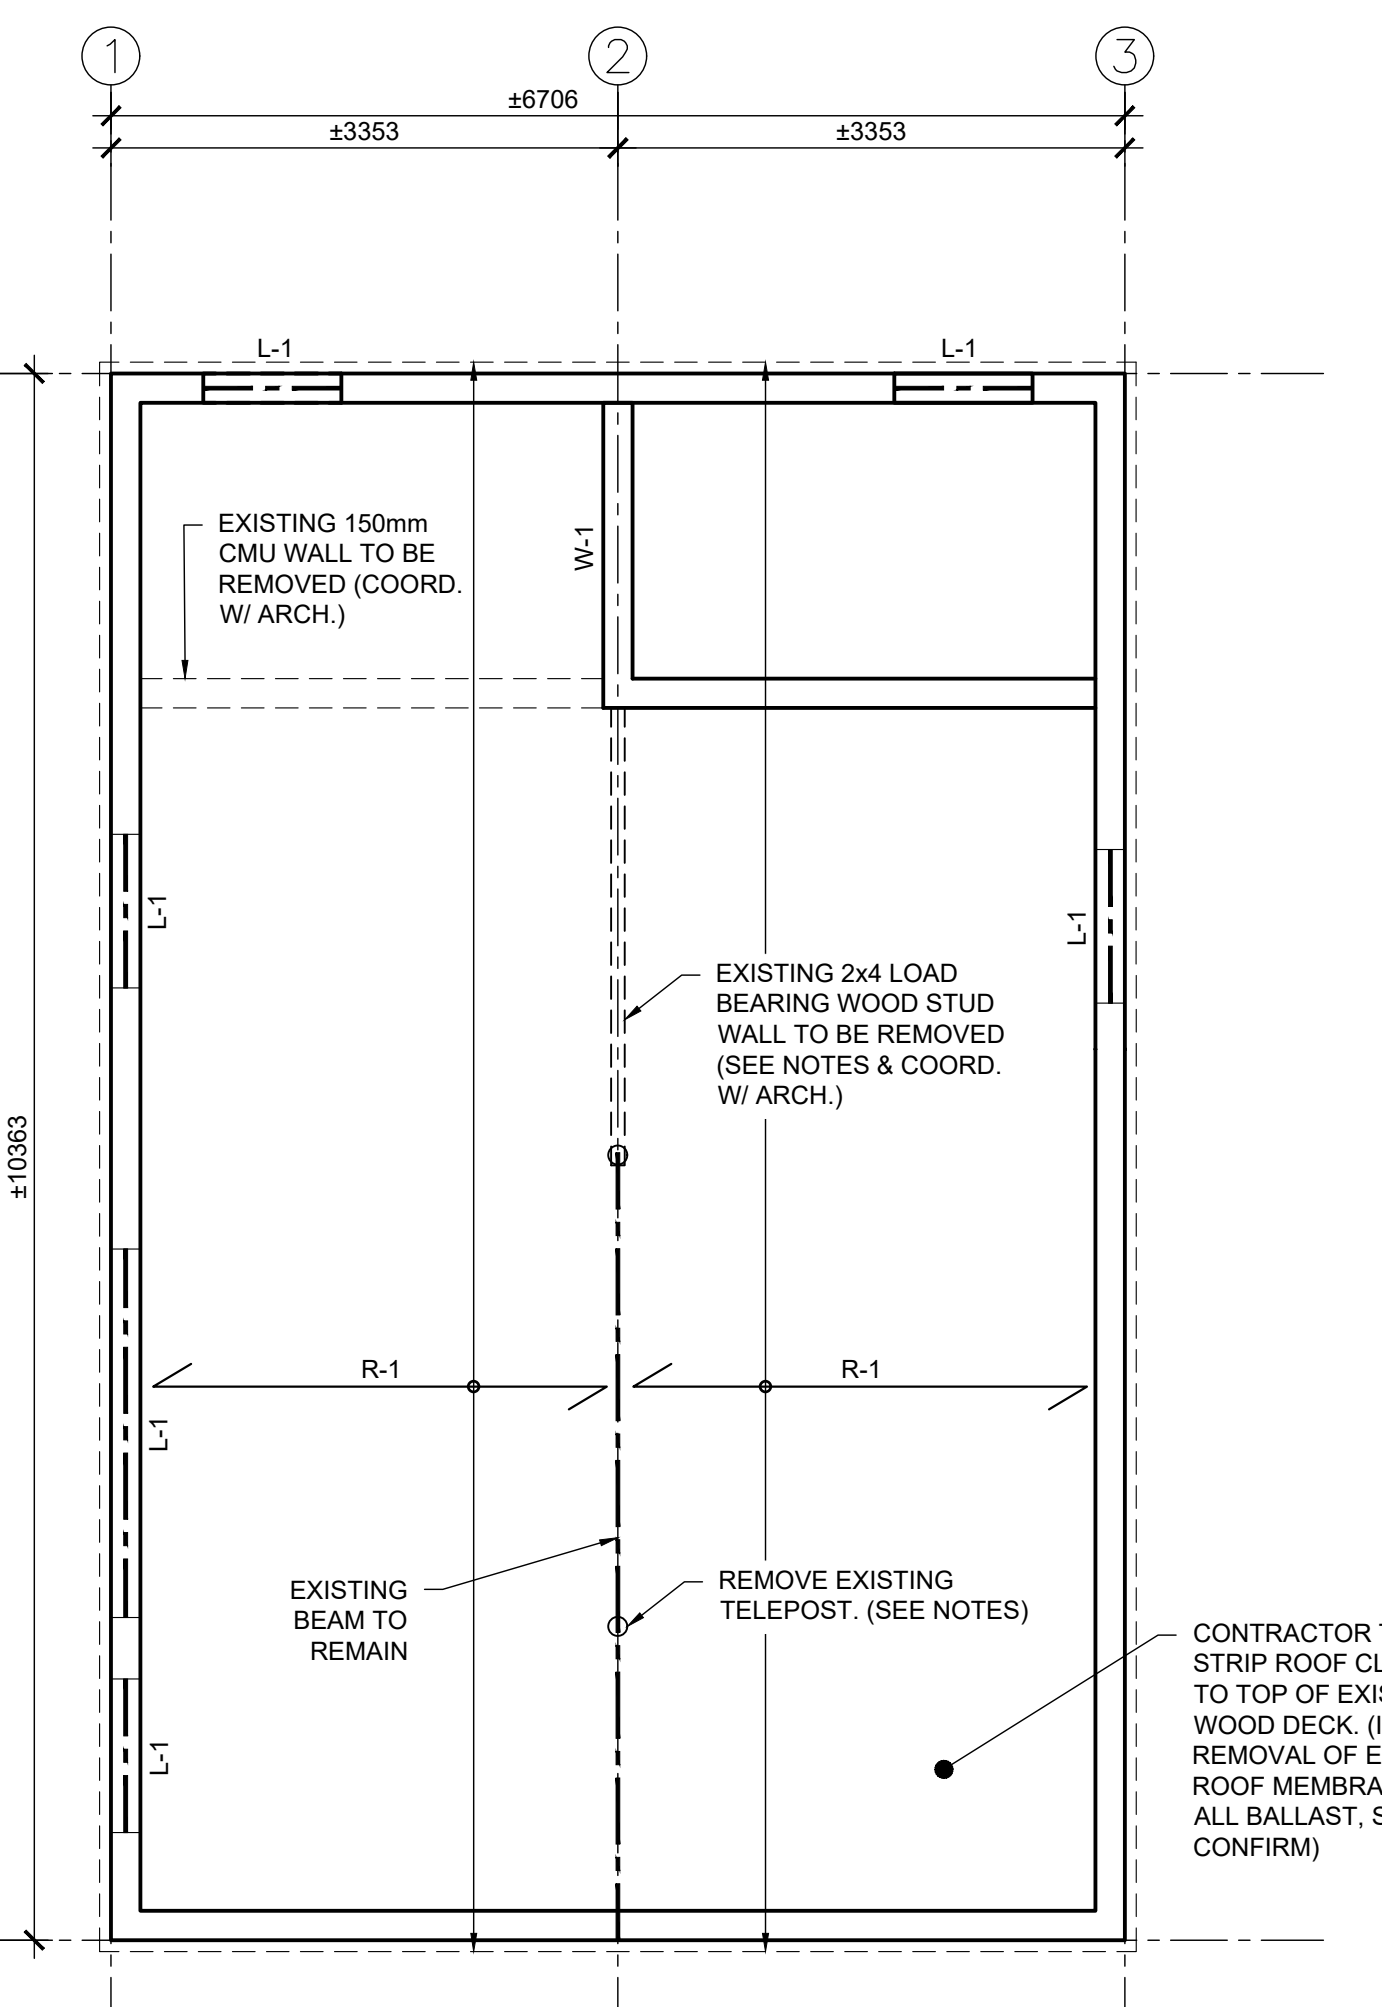 1
2
3
±6706
±3353
±3353
L-1
L-1
EXISTING 150mm
CMU WALL TO BE
REMOVED (COORD.
W/ ARCH.)
W-1
L-1
L-1
EXISTING 2x4 LOAD
BEARING WOOD STUD
WALL TO BE REMOVED
(SEE NOTES & COORD.
W/ ARCH.)
±10363
R-1
R-1
L-1
EXISTING
BEAM TO
REMAIN
REMOVE EXISTING
TELEPOST. (SEE NOTES)
L-1
CONTRACTOR
STRIP ROOF
TO TOP OF
WOOD DECK.
REMOVAL OF
ROOF
ALL BALLAST,
CONFIRM)